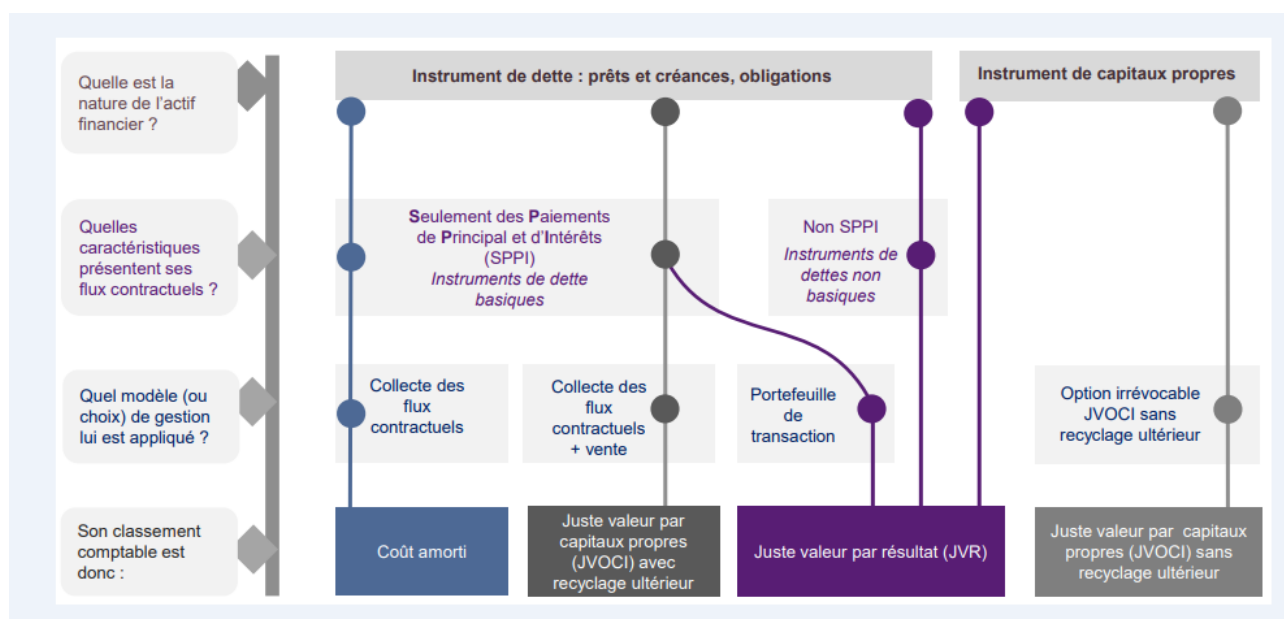 Quelle est la
nature de l'actif
financier ?
Instrument de dette : prêts et créances, obligations
Instrument de capitaux propres
Quelles
caractéristiques
présentent ses
flux contractuels ?
Seulement des Paiements
de Principal et d'Intérêts
(SPPI)
Instruments de dette
basiques
Non SPPI
Instruments de
dettes non
basiques
Quel modèle (ou
choix) de gestion
lui est appliqué ?
Collecte des
flux
contractuels
Collecte des
flux
contractuels
+ vente
Portefeuille
de
transaction
Option irrévocable
JVOCI sans
recyclage ultérieur
Son classement
comptable est
donc :
Coût amorti
Juste valeur par
capitaux propres
(JVOCI) avec
recyclage ultérieur
Juste valeur par résultat (JVR)
Juste valeur par capitaux
propres (JVOCI) sans
recyclage ultérieur